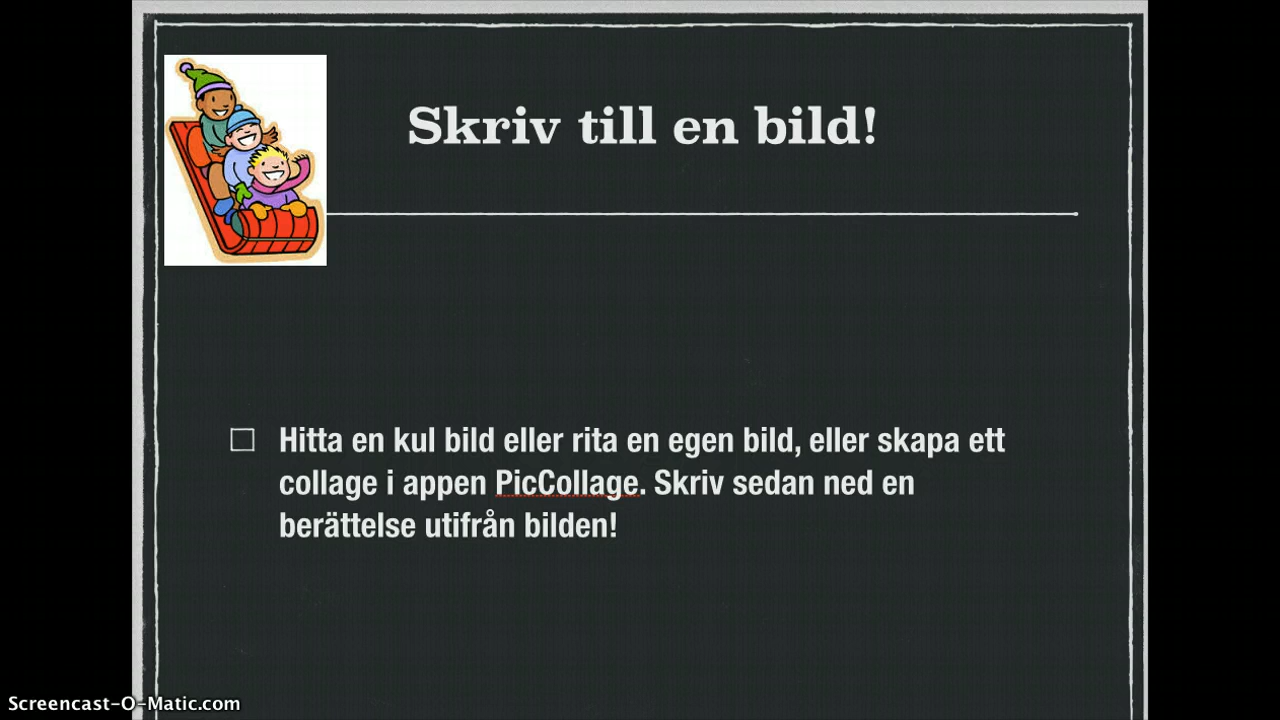 Skriv till en bild!
Hitta en kul bild eller rita en egen bild, eller skapa ett
collage i appen PicCollage. Skriv sedan ned en
berättelse utifrån bilden!
Screencast-O-Matic.com